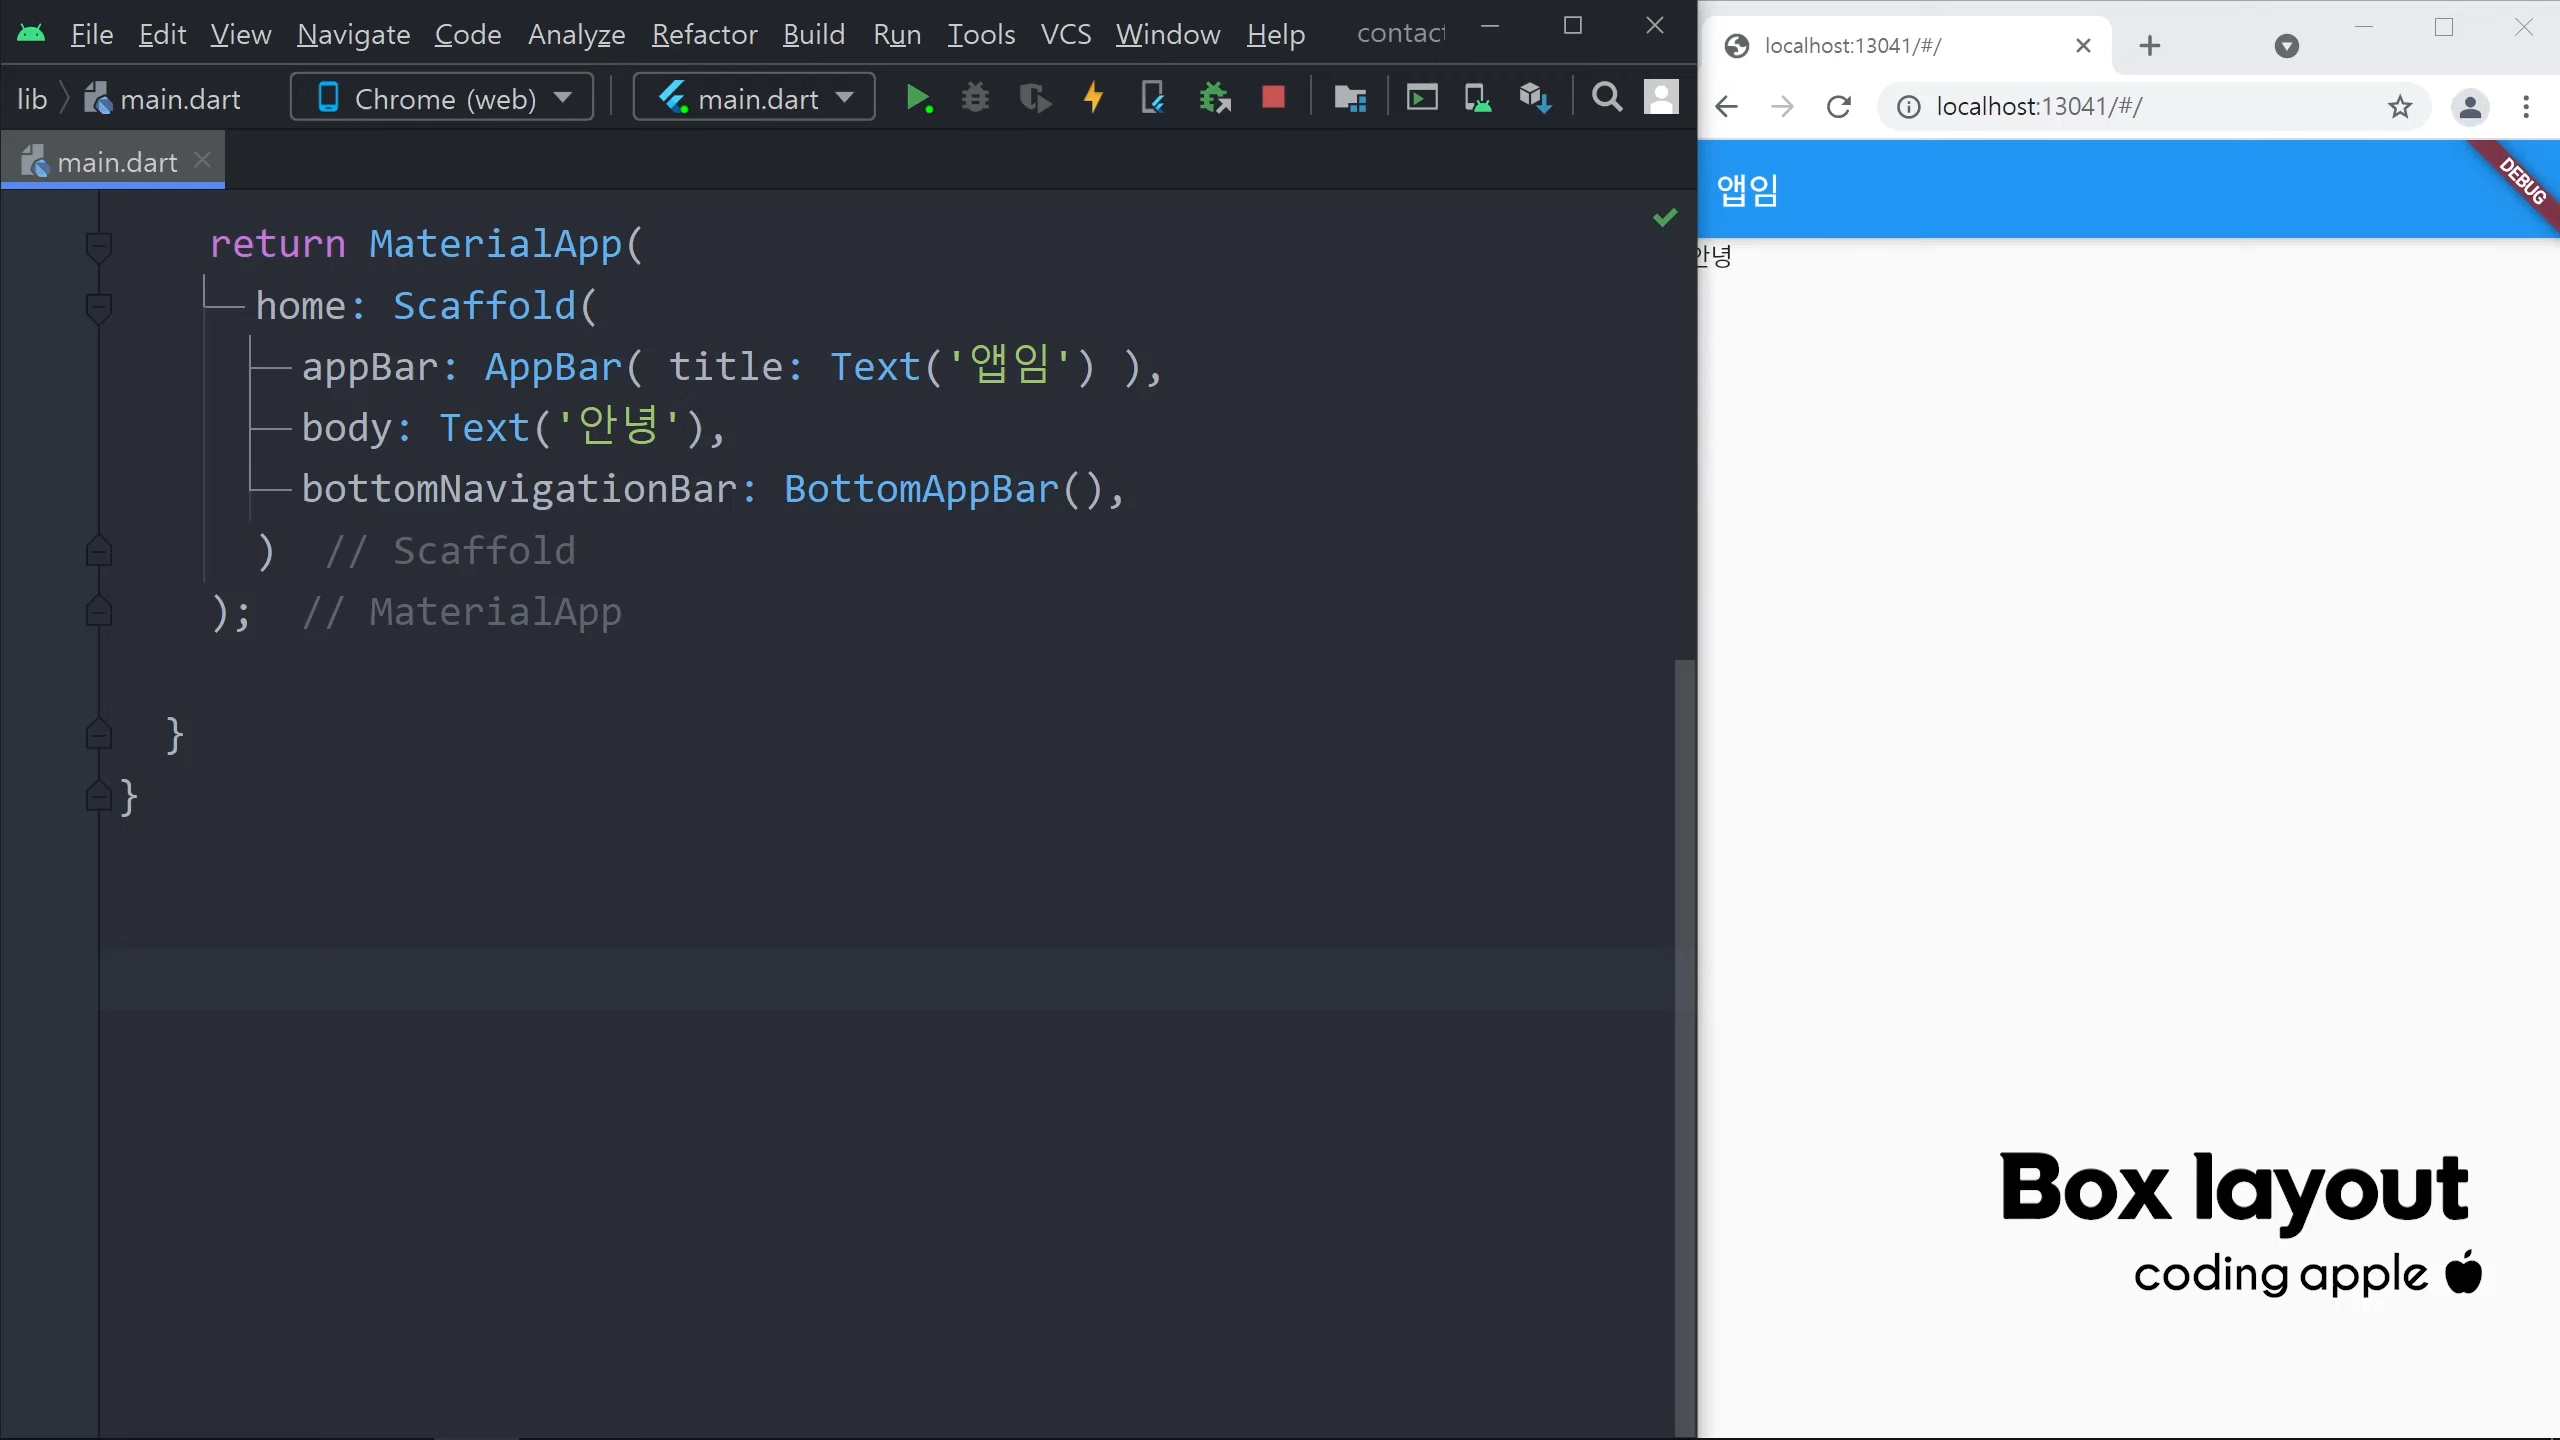 File Edit View Navigate Code Analyze Refactor Build Run Tools VCS Window Help contact
lib main.dart Chrome (web) main.dart
main.dart
return MaterialApp(
home: Scaffold(
appBar: AppBar( title: Text('앱임') ),
body: Text('안녕'),
bottomNavigationBar: BottomAppBar(),
) // Scaffold
); // MaterialApp
}
}
localhost:13041/#/
localhost:13041/#/
앱임
DEBUG
안녕
Box layout
coding apple